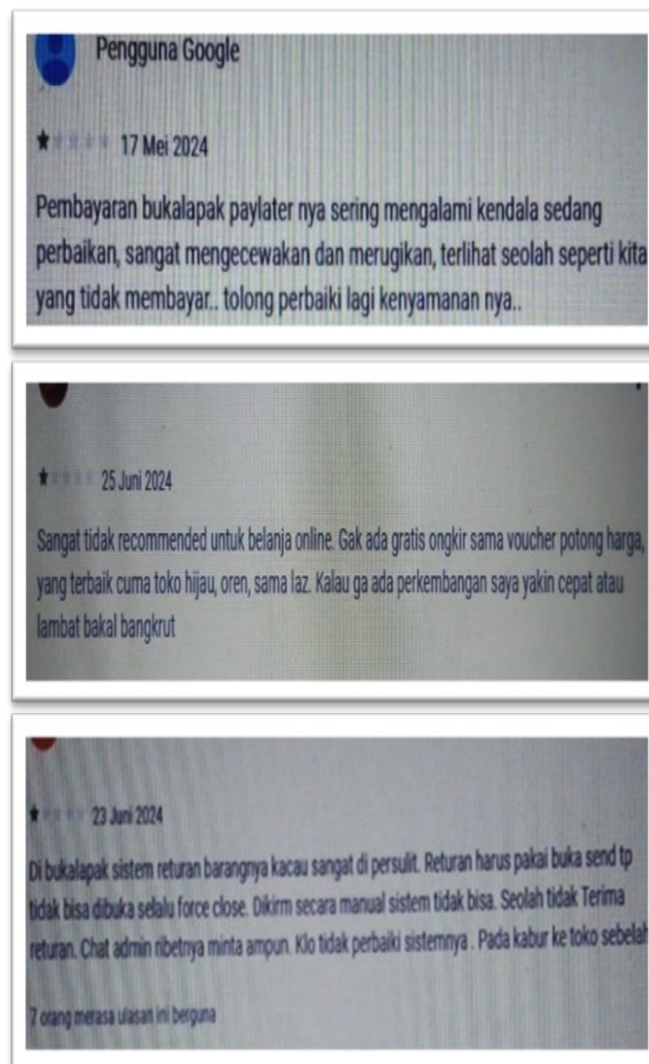 Pengguna Google
17 Mei 2024
Pembayaran bukalapak paylater nya sering mengalami kendala sedang
perbaikan, sangat mengecewakan dan merugikan, terlihat seolah seperti kita
yang tidak membayar.. tolong perbaiki lagi kenyamanan nya..
25 Juni 2024
Sangat tidak recommended untuk belanja online. Gak ada gratis ongkir sama voucher potong harga,
yang terbaik cuma toko hijau, oren, sama laz. Kalau ga ada perkembangan saya yakin cepat atau
lambat bakal bangkrut
23 Juni 2024
Di bukalapak sistem returan barangnya kacau sangat di persulit. Returan harus pakai buka send tp
tidak bisa dibuka selalu force close. Dikirm secara manual sistem tidak bisa. Seolah tidak Terima
returan. Chat admin ribetnya minta ampun. Klo tidak perbaiki sistemnya . Pada kabur ke toko sebelah
7 orang merasa ulasan ini berguna